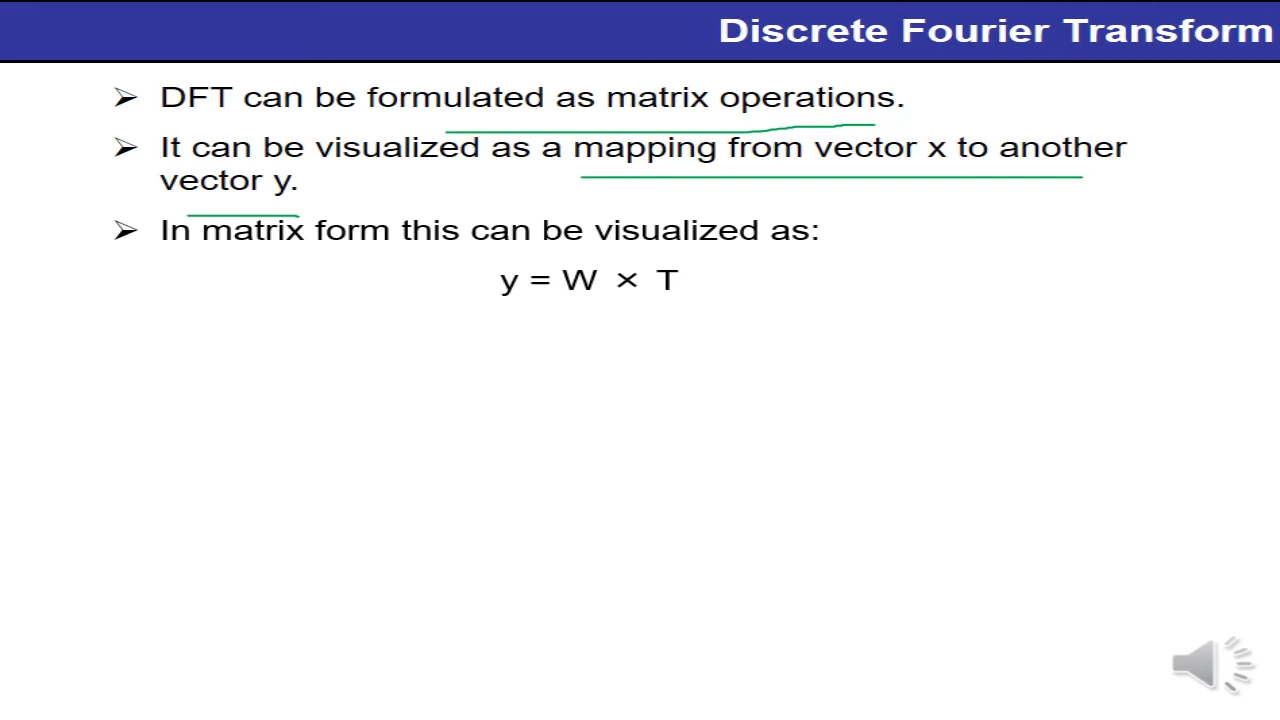 Discrete Fourier Transform
➢ DFT can be formulated as matrix operations.
➢ It can be visualized as a mapping from vector x to another
vector y.
➢ In matrix form this can be visualized as:
y = W × T